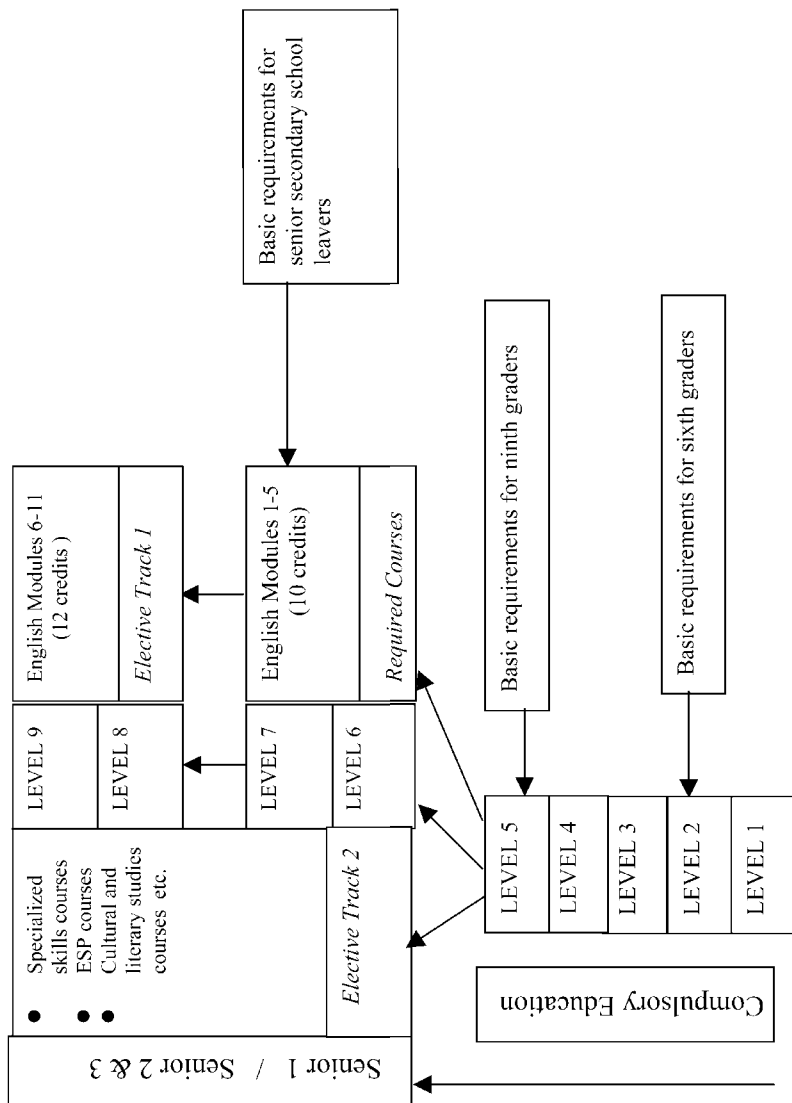 Senior 1 / Senior 2 & 3
● Specialized
skills courses
● ESP courses
● Cultural and
literary studies
courses etc.
Elective Track 2
LEVEL 9
LEVEL 8
LEVEL 7
LEVEL 6
English Modules 6-11
(12 credits )
Elective Track 1
English Modules 1-5
(10 credits)
Required Courses
Basic requirements for
senior secondary school
leavers
Compulsory Education
LEVEL 5
LEVEL 4
LEVEL 3
LEVEL 2
LEVEL 1
Basic requirements for ninth graders
Basic requirements for sixth graders